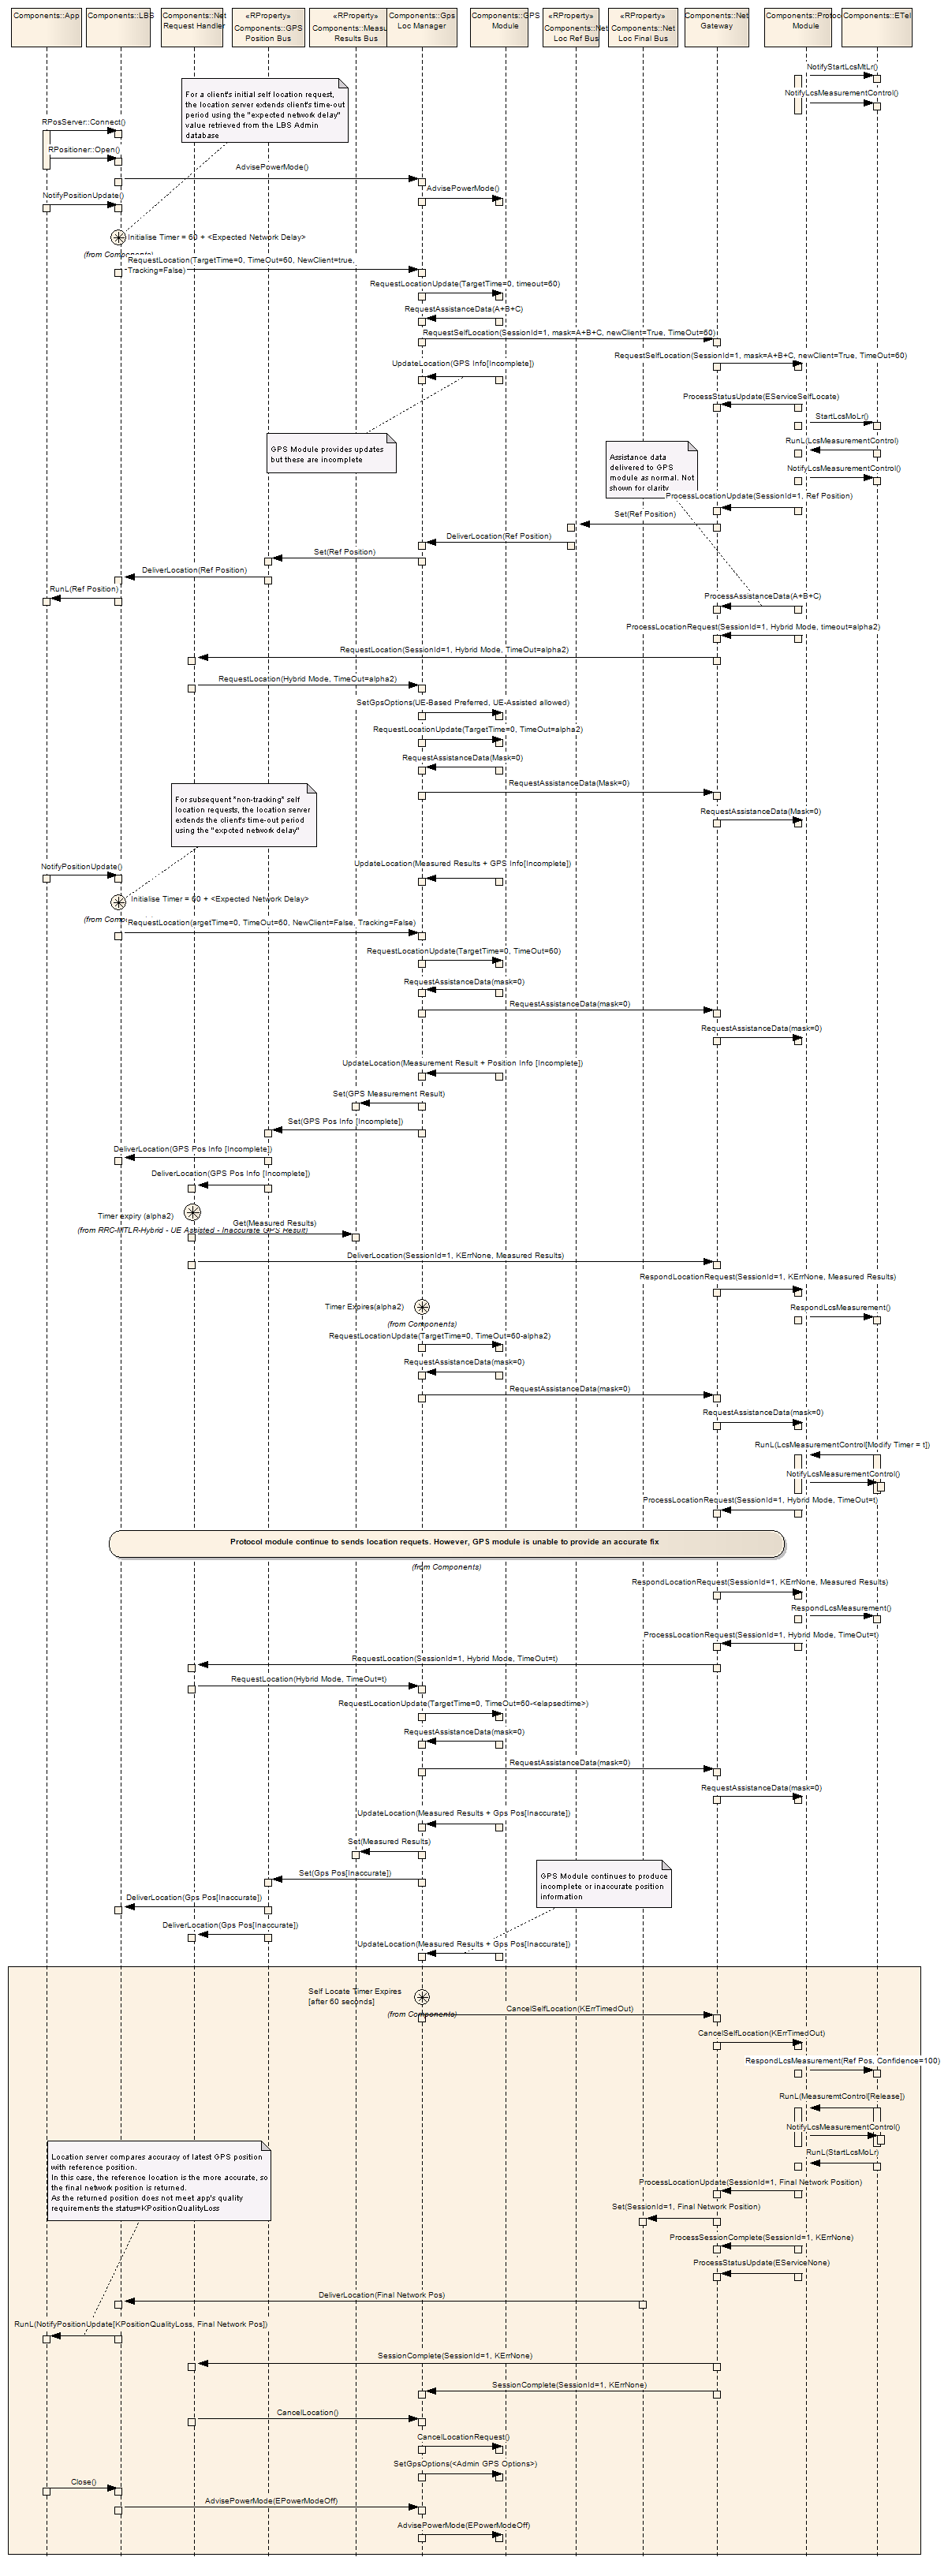 Components::App
Components::LBS
Components::Net
Request Handler
«RProperty»
Components::GPS
Position Bus
«RProperty»
Components::Measu
Results Bus
Components::Gps
Loc Manager
Components::GPS
Module
«RProperty»
Components::Net
Loc Ref Bus
«RProperty»
Components::Net
Loc Final Bus
Components::Net
Gateway
Components::Protoc
Module
Components::ETel
NotifyStartLcsMtLr()
NotifyLcsMeasurementControl()
For a client's initial self location request,
the location server extends client's time-out
period using the "expected network delay"
value retrieved from the LBS Admin
database
RPosServer::Connect()
RPositioner::Open()
AdvisePowerMode()
AdvisePowerMode()
NotifyPositionUpdate()
Initialise Timer = 60 + <Expected Network Delay>
(from Components)
RequestLocation(TargetTime=0, TimeOut=60, NewClient=true,
Tracking=False)
RequestLocationUpdate(TargetTime=0, timeout=60)
RequestAssistanceData(A+B+C)
RequestSelfLocation(SessionId=1, mask=A+B+C, newClient=True, TimeOut=60)
RequestSelfLocation(SessionId=1, mask=A+B+C, newClient=True, TimeOut=60)
UpdateLocation(GPS Info[Incomplete])
ProcessStatusUpdate(EServiceSelfLocate)
StartLcsMoLr()
GPS Module provides updates
but these are incomplete
RunL(LcsMeasurementControl)
Assistance data
delivered to GPS
module as normal. Not
shown for clarity
NotifyLcsMeasurementControl()
ProcessLocationUpdate(SessionId=1, Ref Position)
Set(Ref Position)
DeliverLocation(Ref Position)
Set(Ref Position)
DeliverLocation(Ref Position)
RunL(Ref Position)
ProcessAssistanceData(A+B+C)
ProcessLocationRequest(SessionId=1, Hybrid Mode, timeout=alpha2)
RequestLocation(SessionId=1, Hybrid Mode, TimeOut=alpha2)
RequestLocation(Hybrid Mode, TimeOut=alpha2)
SetGpsOptions(UE-Based Preferred, UE-Assisted allowed)
RequestLocationUpdate(TargetTime=0, TimeOut=alpha2)
RequestAssistanceData(Mask=0)
RequestAssistanceData(Mask=0)
RequestAssistanceData(Mask=0)
For subsequent "non-tracking" self
location requests, the location server
extends the client's time-out period
using the "expcted network delay"
NotifyPositionUpdate()
UpdateLocation(Measured Results + GPS Info[Incomplete])
Initialise Timer = 60 + <Expected Network Delay>
(from Comp
RequestLocation(argetTime=0, TimeOut=60, NewClient=False, Tracking=False)
RequestLocationUpdate(TargetTime=0, TimeOut=60)
RequestAssistanceData(mask=0)
RequestAssistanceData(mask=0)
RequestAssistanceData(mask=0)
UpdateLocation(Measurement Result + Position Info [Incomplete])
Set(GPS Measurement Result)
Set(GPS Pos Info [Incomplete])
DeliverLocation(GPS Pos Info [Incomplete])
DeliverLocation(GPS Pos Info [Incomplete])
Timer expiry (alpha2)
(from RRC-MTLR-Hybrid - UE Assisted - Inaccurate GPS Result)
Get(Measured Results)
DeliverLocation(SessionId=1, KErrNone, Measured Results)
RespondLocationRequest(SessionId=1, KErrNone, Measured Results)
Timer Expires(alpha2)
(from Components)
RespondLcsMeasurement()
RequestLocationUpdate(TargetTime=0, TimeOut=60-alpha2)
RequestAssistanceData(mask=0)
RequestAssistanceData(mask=0)
RequestAssistanceData(mask=0)
RunL(LcsMeasurementControl[Modify Timer = t])
NotifyLcsMeasurementControl()
ProcessLocationRequest(SessionId=1, Hybrid Mode, TimeOut=t)
Protocol module continue to sends location requets. However, GPS module is unable to provide an accurate fix
(from Components)
RespondLocationRequest(SessionId=1, KErrNone, Measured Results)
RespondLcsMeasurement()
ProcessLocationRequest(SessionId=1, Hybrid Mode, TimeOut=t)
RequestLocation(SessionId=1, Hybrid Mode, TimeOut=t)
RequestLocation(Hybrid Mode, TimeOut=t)
RequestLocationUpdate(TargetTime=0, TimeOut=60-<elapsedtime>)
RequestAssistanceData(mask=0)
RequestAssistanceData(mask=0)
RequestAssistanceData(mask=0)
UpdateLocation(Measured Results + Gps Pos[Inaccurate])
Set(Measured Results)
Set(Gps Pos[Inaccurate])
GPS Module continues to produce
incomplete or inaccurate position
information
DeliverLocation(Gps Pos[Inaccurate])
DeliverLocation(Gps Pos[Inaccurate])
UpdateLocation(Measured Results + Gps Pos[Inaccurate])
Self Locate Timer Expires
[after 60 seconds]
(from Components)
CancelSelfLocation(KErrTimedOut)
CancelSelfLocation(KErrTimedOut)
RespondLcsMeasurement(Ref Pos, Confidence=100)
RunL(MeasuremtControl[Release])
NotifyLcsMeasurementControl()
RunL(StartLcsMoLr)
Location server compares accuracy of latest GPS position
with reference position.
In this case, the reference location is the more accurate, so
the final network position is returned.
As the returned position does not meet app's quality
requirements the status=KPositionQualityLoss
ProcessLocationUpdate(SessionId=1, Final Network Position)
Set(SessionId=1, Final Network Position)
ProcessSessionComplete(SessionId=1, KErrNone)
ProcessStatusUpdate(EServiceNone)
DeliverLocation(Final Network Pos)
RunL(NotifyPositionUpdate[KPositionQualityLoss, Final Network Pos])
SessionComplete(SessionId=1, KErrNone)
SessionComplete(SessionId=1, KErrNone)
CancelLocation()
CancelLocationRequest()
SetGpsOptions(<Admin GPS Options>)
Close()
AdvisePowerMode(EPowerModeOff)
AdvisePowerMode(EPowerModeOff)